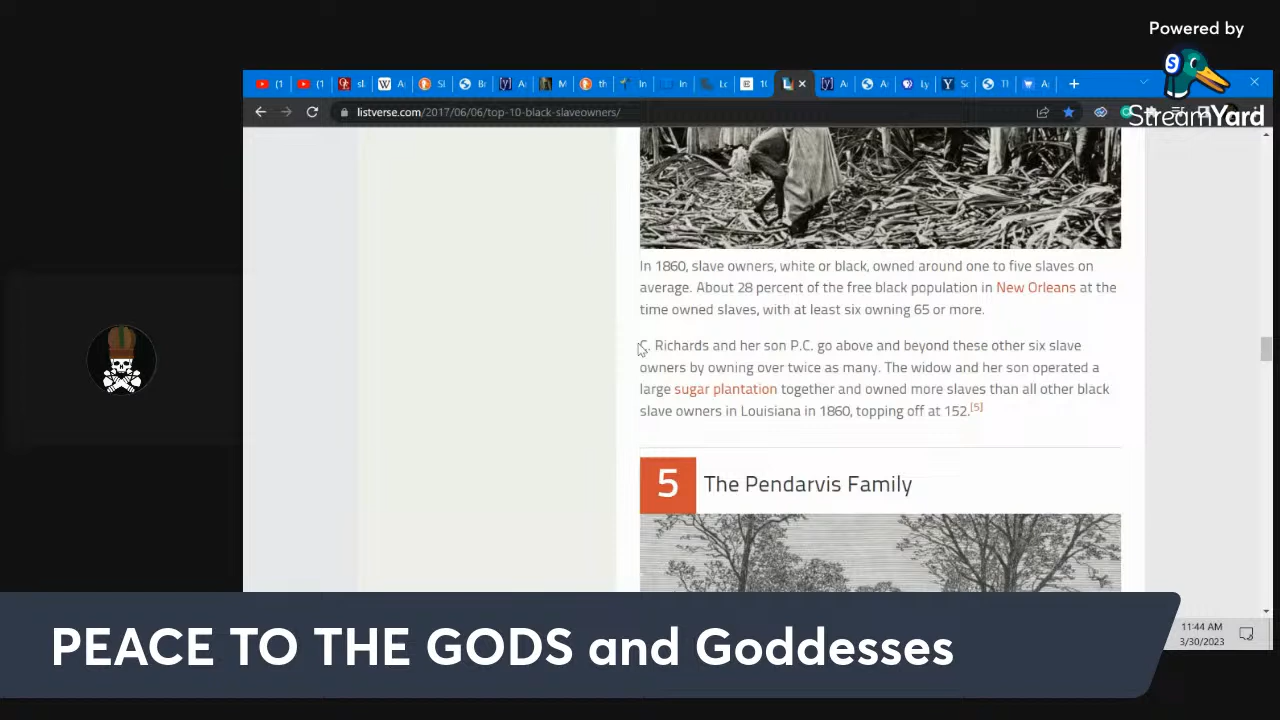 Powered by
StreamYard
listverse.com/2017/06/06/top-10-black-slaveowners/
In 1860, slave owners, white or black, owned around one to five slaves on
average. About 28 percent of the free black population in New Orleans at the
time owned slaves, with at least six owning 65 or more.
C. Richards and her son P.C. go above and beyond these other six slave
owners by owning over twice as many. The widow and her son operated a
large sugar plantation together and owned more slaves than all other black
slave owners in Louisiana in 1860, topping off at 152.[5]
5 The Pendarvis Family
PEACE TO THE GODS and Goddesses
11:44 AM
3/30/2023